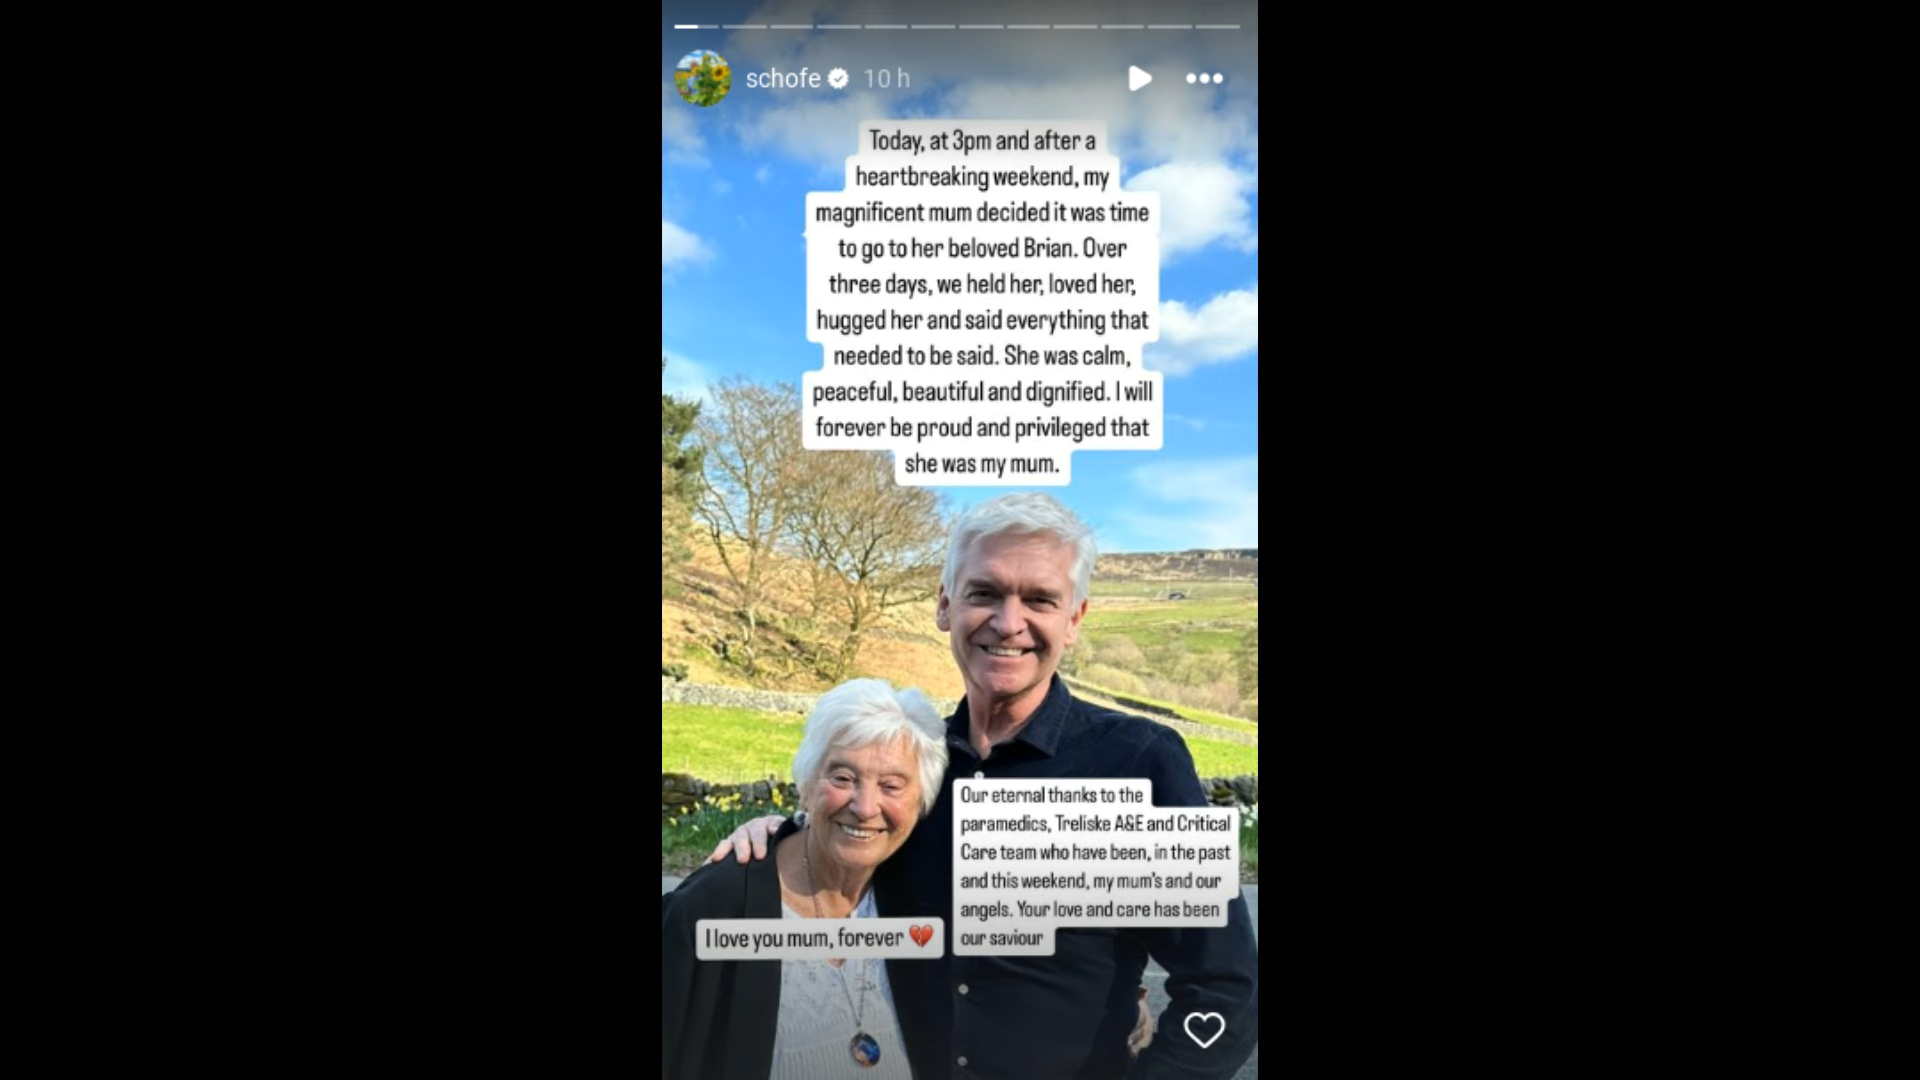 schofe 10 h
Today, at 3pm and after a
heartbreaking weekend, my
magnificent mum decided it was time
to go to her beloved Brian. Over
three days, we held her, loved her,
hugged her and said everything that
needed to be said. She was calm,
peaceful, beautiful and dignified. I will
forever be proud and privileged that
she was my mum.
Our eternal thanks to the
paramedics, Treliske A&E and Critical
Care team who have been, in the past
and this weekend, my mum's and our
angels. Your love and care has been
our saviour
I love you mum, forever 💔